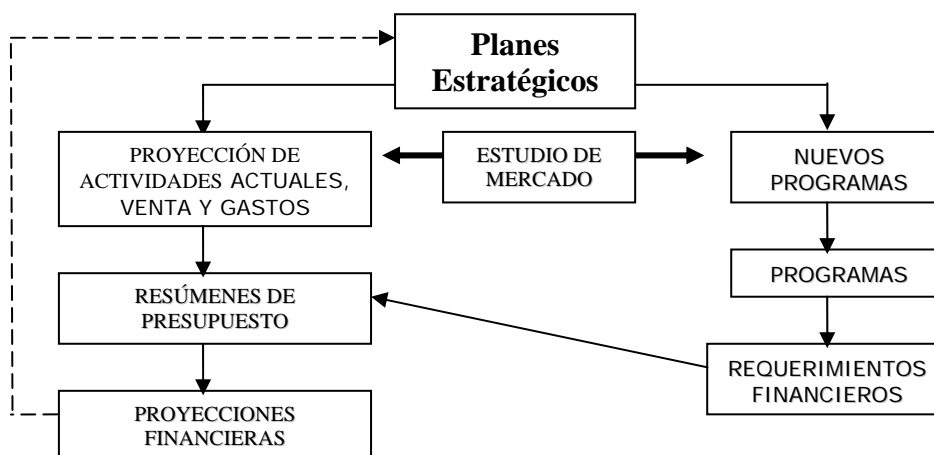 Planes
Estratégicos
PROYECCIÓN DE
ACTIVIDADES ACTUALES,
VENTA Y GASTOS
ESTUDIO DE
MERCADO
NUEVOS
PROGRAMAS
RESÚMENES DE
PRESUPUESTO
PROGRAMAS
REQUERIMIENTOS
FINANCIEROS
PROYECCIONES
FINANCIERAS